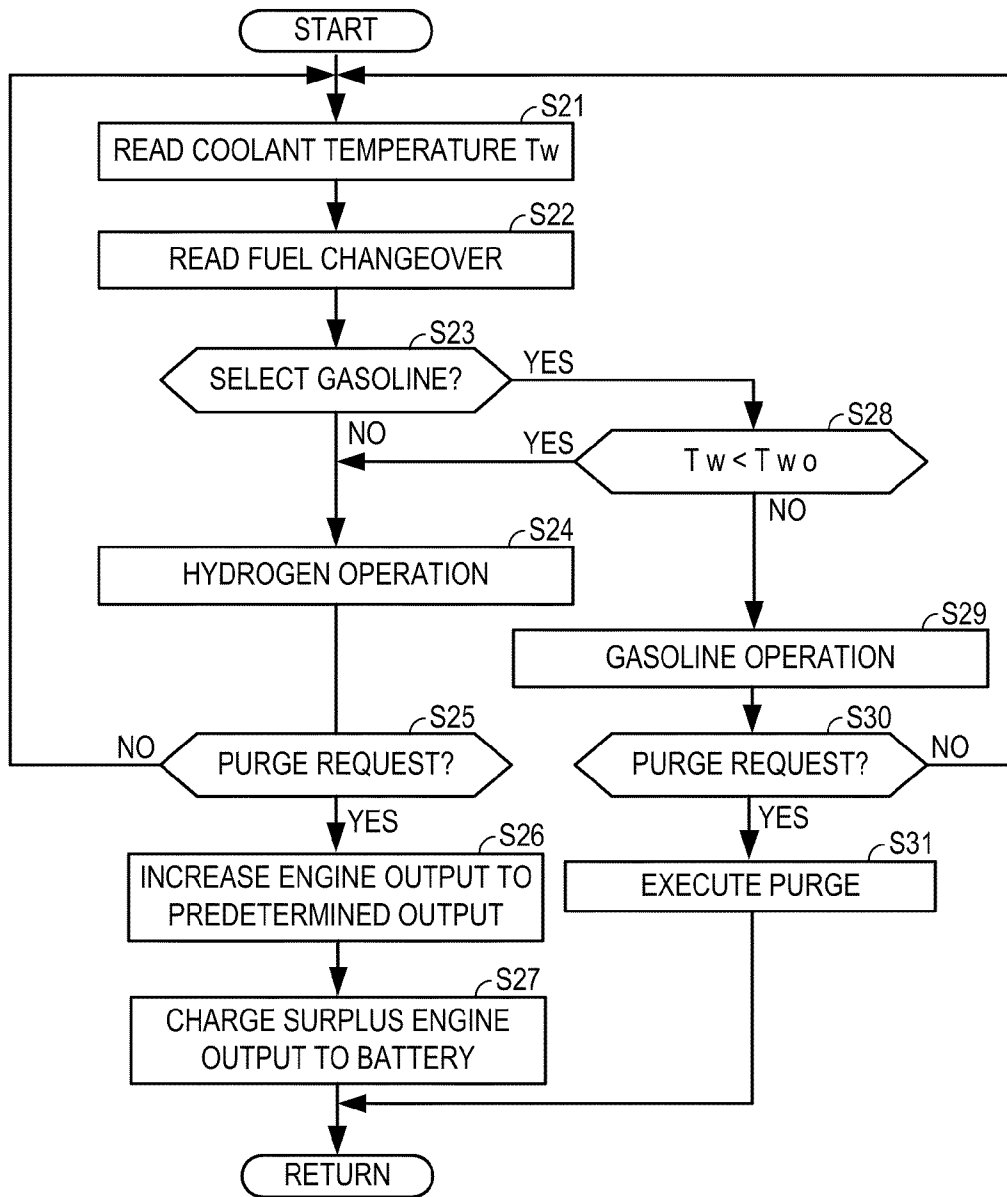 START
S21
READ COOLANT TEMPERATURE Tw
S22
READ FUEL CHANGEOVER
S23
SELECT GASOLINE?
YES
NO
S28
Tw < Two
YES
NO
S24
HYDROGEN OPERATION
S29
GASOLINE OPERATION
S25
PURGE REQUEST?
NO
YES
S30
PURGE REQUEST?
NO
YES
S26
INCREASE ENGINE OUTPUT TO
PREDETERMINED OUTPUT
S31
EXECUTE PURGE
S27
CHARGE SURPLUS ENGINE
OUTPUT TO BATTERY
RETURN